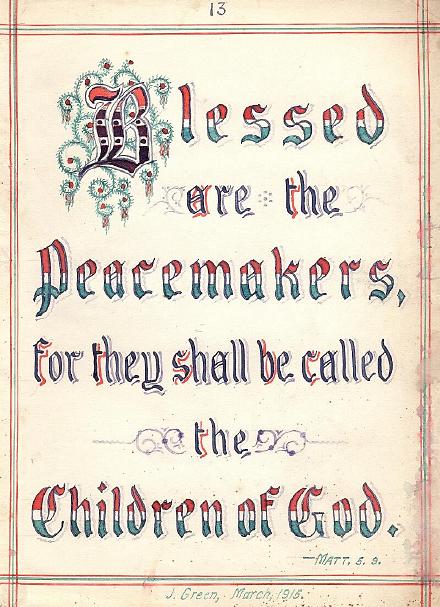 13
Blessed
are the
Peacemakers,
for they shall be called
the
Children of God.
—MATT. 5. 9.
J. Green, March, 1915.